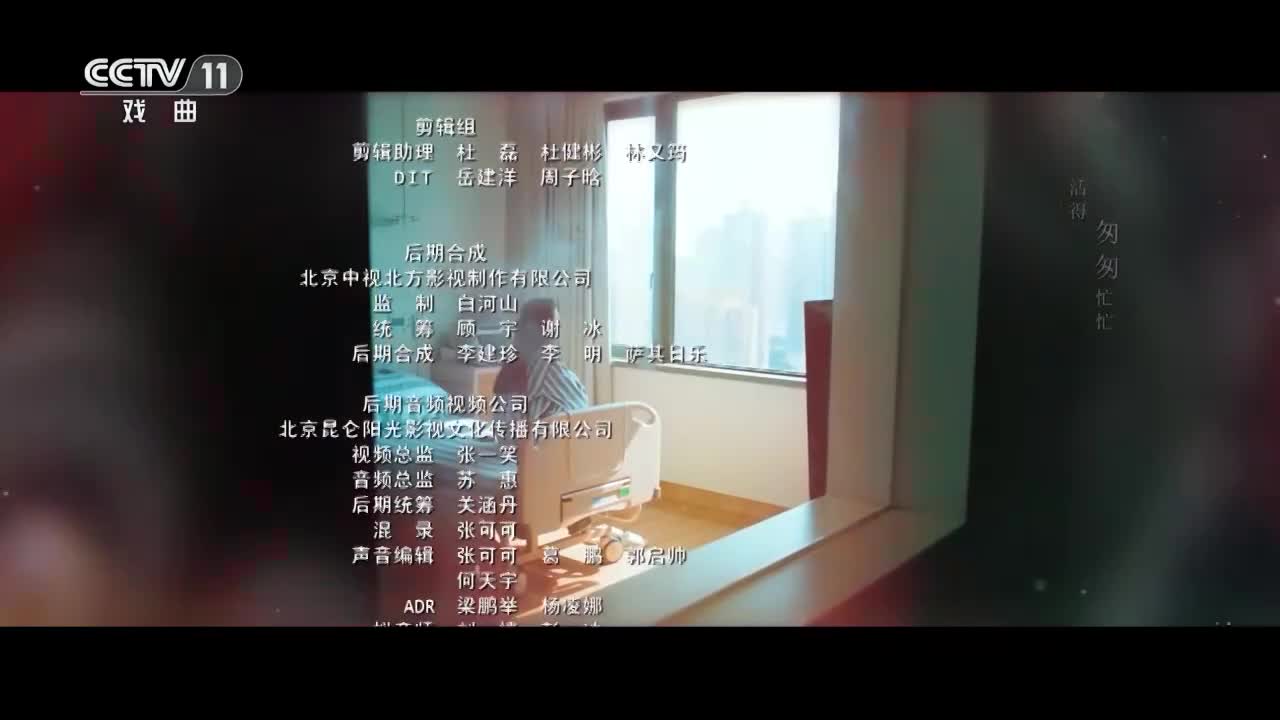 CCTV 11
戏曲
剪辑组
剪辑助理 杜 磊 杜健彬 林又筠
DIT 岳建洋 周子晗
后期合成
北京中视北方影视制作有限公司
监 制 白河山
统 筹 顾 宇 谢 冰
后期合成 李建珍 李 明 萨其日乐
后期音频视频公司
北京昆仑阳光影视文化传播有限公司
视频总监 张一笑
音频总监 苏 惠
后期统筹 关涵丹
混 录 张可可
声音编辑 张可可 葛 鹏 郭启帅
何天宇
ADR 梁鹏举 杨凌娜
活得
匆匆
忙忙